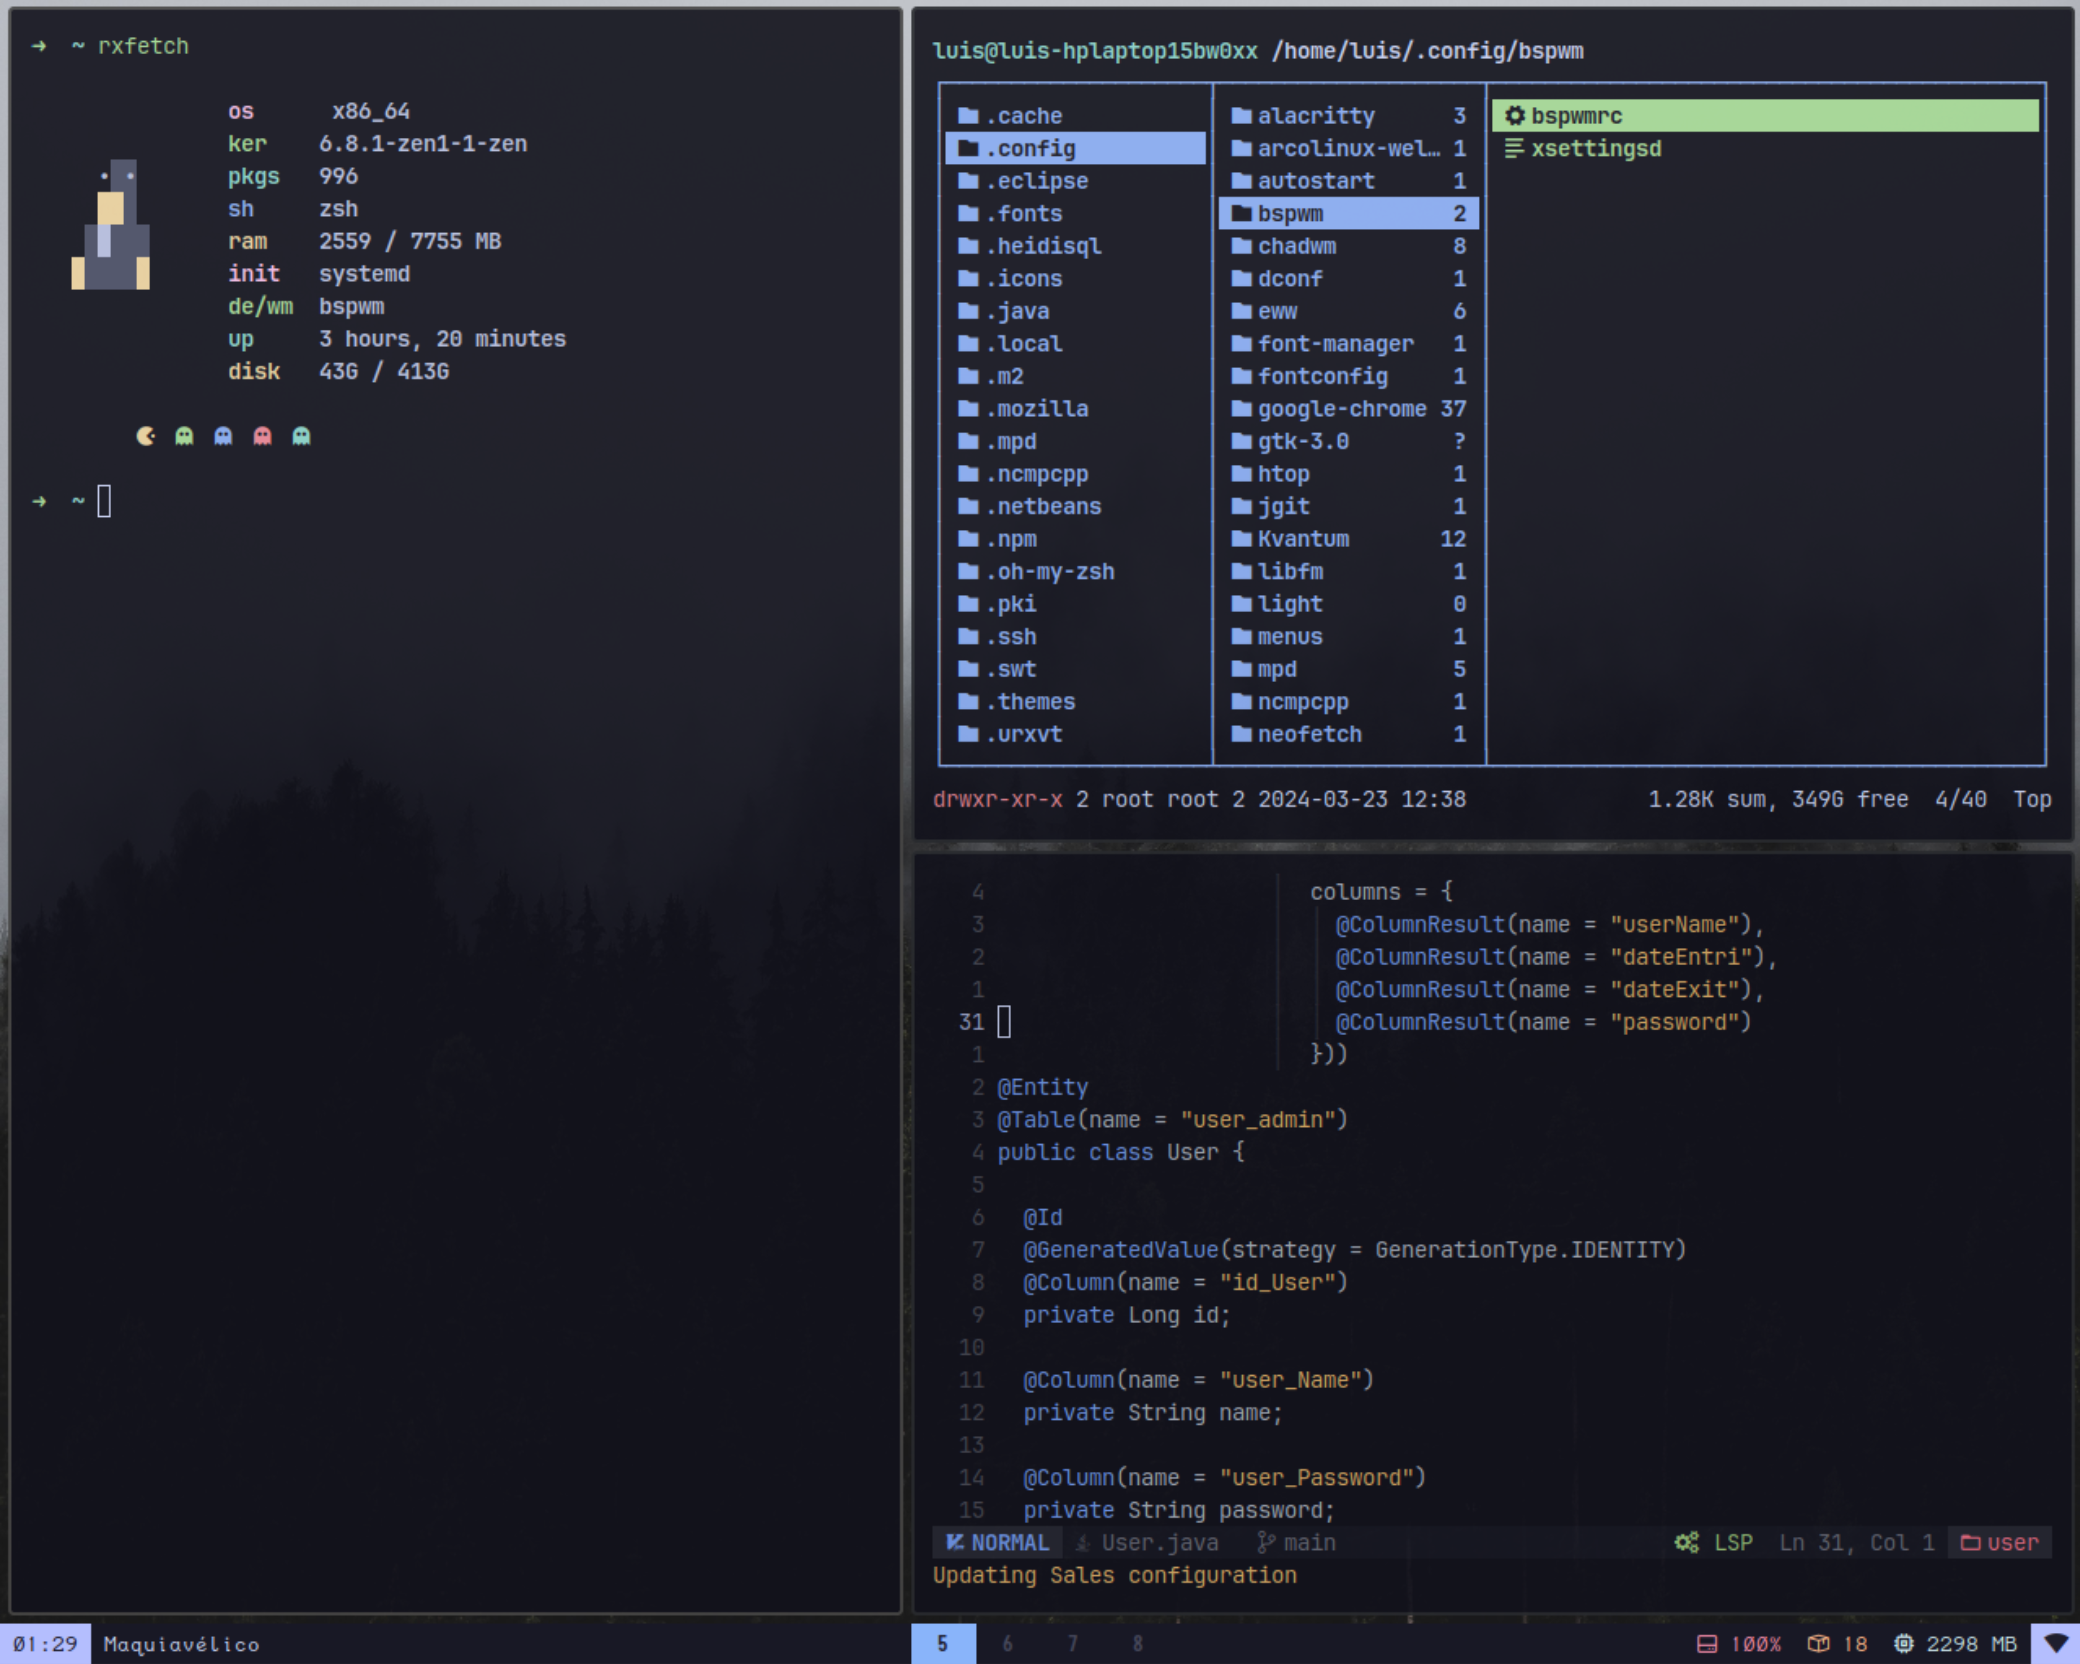 ➜ ~ rxfetch
os x86_64
ker 6.8.1-zen1-1-zen
pkgs 996
sh zsh
ram 2559 / 7755 MB
init systemd
de/wm bspwm
up 3 hours, 20 minutes
disk 43G / 413G
➜ ~
luis@luis-hplaptop15bw0xx /home/luis/.config/bspwm
.cache
.config
.eclipse
.fonts
.heidisql
.icons
.java
.local
.m2
.mozilla
.mpd
.ncmpcpp
.netbeans
.npm
.oh-my-zsh
.pki
.ssh
.swt
.themes
.urxvt
alacritty 3
arcolinux-wel… 1
autostart 1
bspwm 2
chadwm 8
dconf 1
eww 6
font-manager 1
fontconfig 1
google-chrome 37
gtk-3.0 ?
htop 1
jgit 1
Kvantum 12
libfm 1
light 0
menus 1
mpd 5
ncmpcpp 1
neofetch 1
bspwmrc
xsettingsd
drwxr-xr-x 2 root root 2 2024-03-23 12:38 1.28K sum, 349G free 4/40 Top
4 columns = {
3 @ColumnResult(name = "userName"),
2 @ColumnResult(name = "dateEntri"),
1 @ColumnResult(name = "dateExit"),
31 @ColumnResult(name = "password")
1 }))
2 @Entity
3 @Table(name = "user_admin")
4 public class User {
5
6 @Id
7 @GeneratedValue(strategy = GenerationType.IDENTITY)
8 @Column(name = "id_User")
9 private Long id;
10
11 @Column(name = "user_Name")
12 private String name;
13
14 @Column(name = "user_Password")
15 private String password;
NORMAL User.java main LSP Ln 31, Col 1 user
Updating Sales configuration
01:29 Maquiavélico 5 6 7 8 100% 18 2298 MB